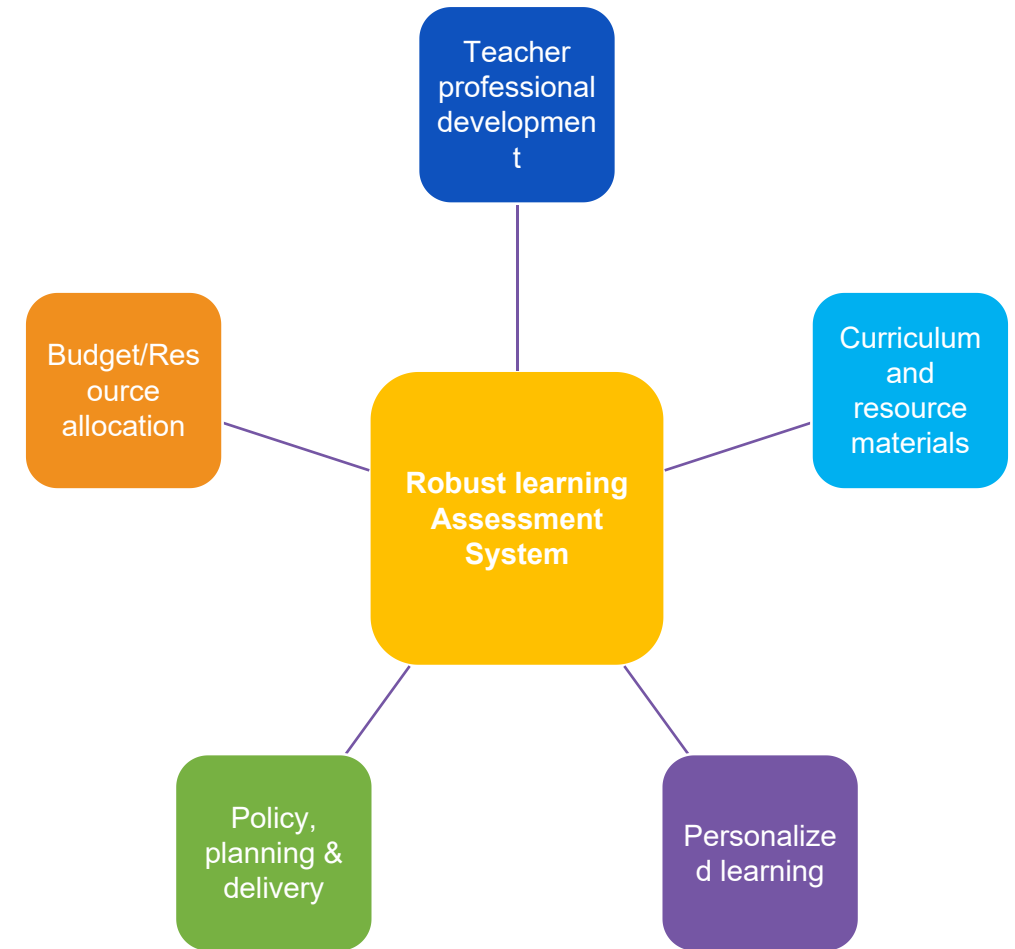 Teacher
professional
developmen
t
Budget/Res
ource
allocation
Curriculum
and
resource
materials
Robust learning
Assessment
System
Policy,
planning &
delivery
Personalize
d learning